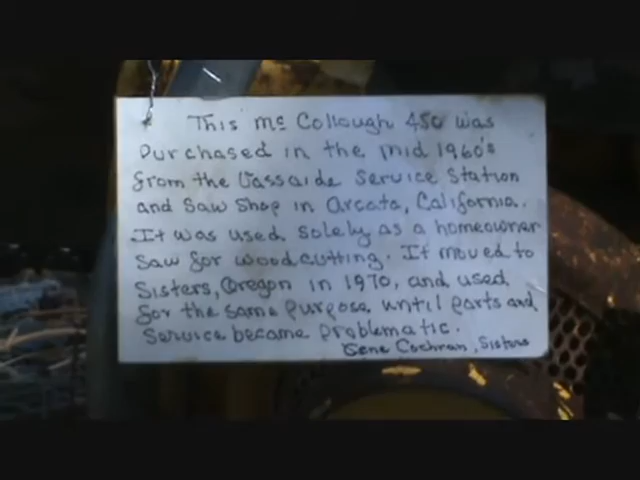 This Mc Collough 450 was
purchased in the mid 1960's
from the Vassaide Service Station
and Saw Shop in Arcata, California.
It was used solely as a homeowner
saw for woodcutting. It moved to
Sisters, Oregon in 1970, and used
for the same purpose until parts and
service became problematic.
Gene Cochran, Sisters